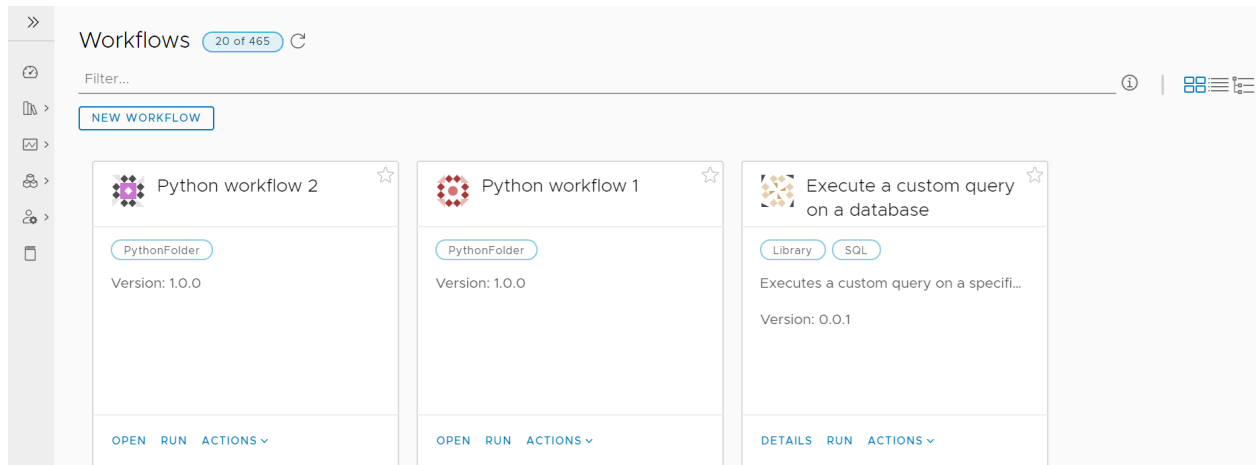 Workflows 20 of 465
Filter...
NEW WORKFLOW
Python workflow 2
PythonFolder
Version: 1.0.0
OPEN RUN ACTIONS
Python workflow 1
PythonFolder
Version: 1.0.0
OPEN RUN ACTIONS
Execute a custom query
on a database
Library SQL
Executes a custom query on a specifi...
Version: 0.0.1
DETAILS RUN ACTIONS